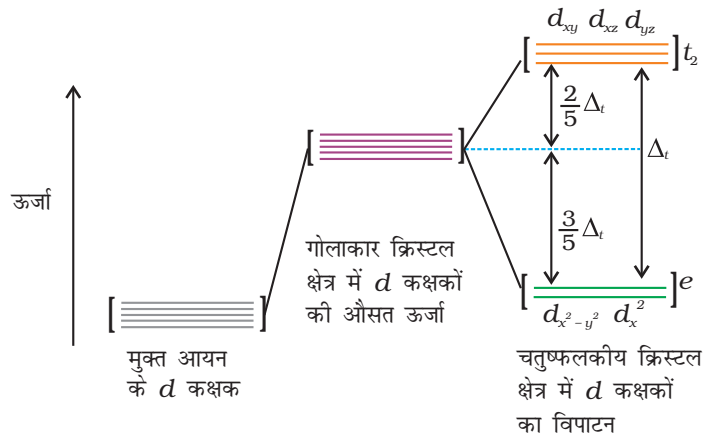 d_xy d_xz d_yz
t_2
2/5 Δ_t
Δ_t
ऊर्जा
3/5 Δ_t
गोलाकार क्रिस्टल
क्षेत्र में d कक्षकों
की औसत ऊर्जा
e
d_x²-y² d_x²
मुक्त आयन
के d कक्षक
चतुष्फलकीय क्रिस्टल
क्षेत्र में d कक्षकों
का विपाटन